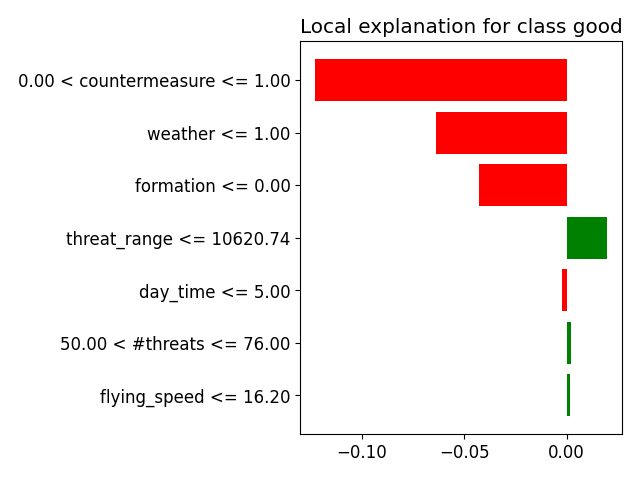 Local explanation for class good
0.00 < countermeasure <= 1.00
weather <= 1.00
formation <= 0.00
threat_range <= 10620.74
day_time <= 5.00
50.00 < #threats <= 76.00
flying_speed <= 16.20
−0.10 −0.05 0.00